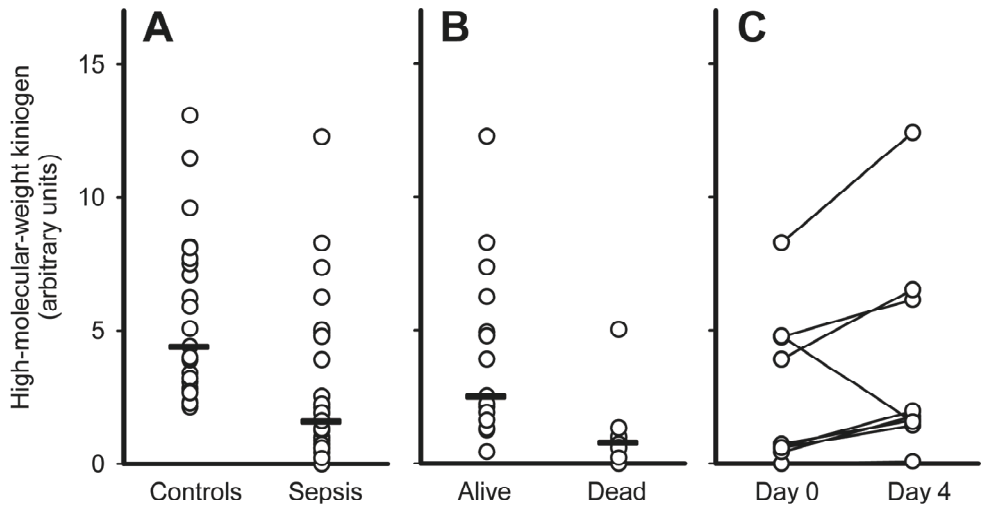 A
B
C
High-molecular-weight kiniogen
(arbitrary units)
15
10
5
0
Controls
Sepsis
Alive
Dead
Day 0
Day 4